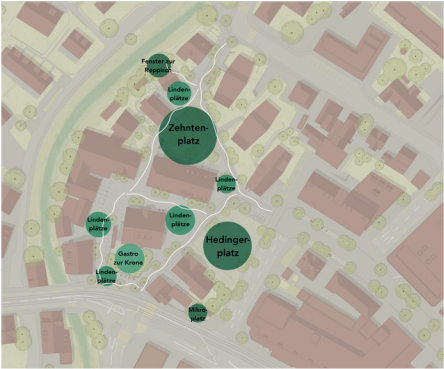 Fenster zur
Reppisch
Linden-
plätze
Zehnten-
platz
Linden-
plätze
Linden-
plätze
Linden-
plätze
Hedinger-
platz
Gastro
zur Krone
Linden-
plätze
Mikro-
platz